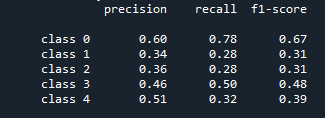 precision recall f1-score
class 0 0.60 0.78 0.67
class 1 0.34 0.28 0.31
class 2 0.36 0.28 0.31
class 3 0.46 0.50 0.48
class 4 0.51 0.32 0.39